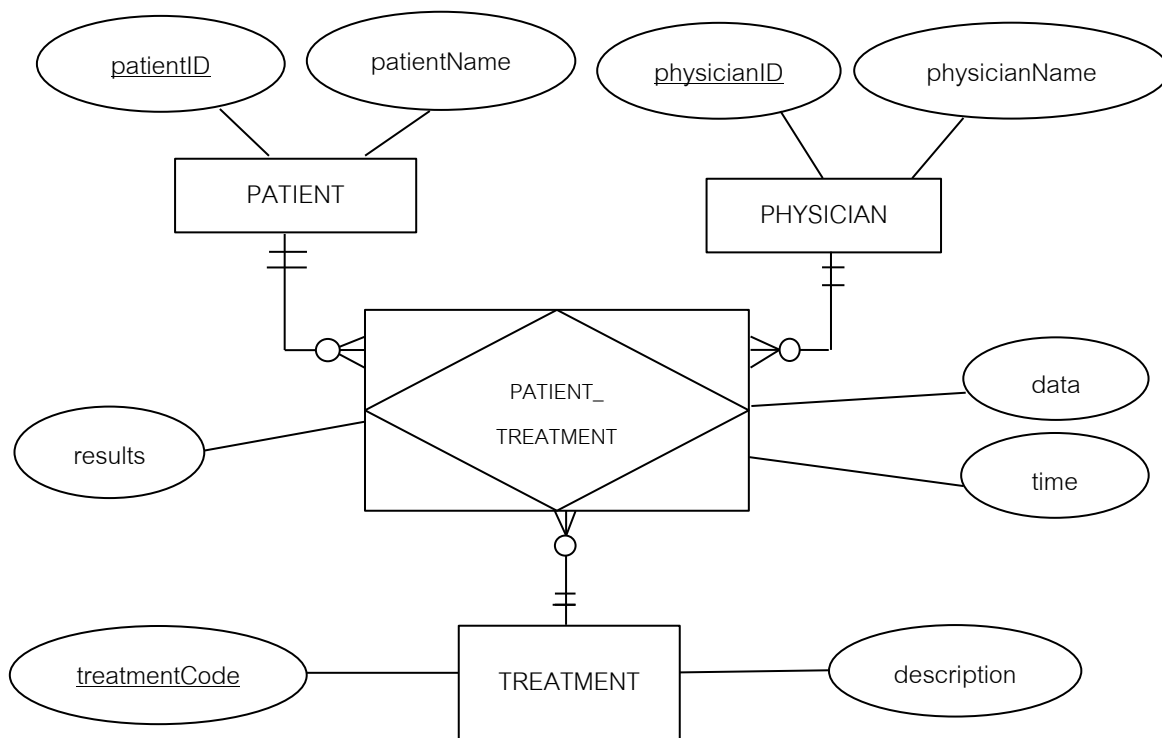 patientID
patientName
physicianID
physicianName
PATIENT
PHYSICIAN
PATIENT_
TREATMENT
data
results
time
treatmentCode
TREATMENT
description